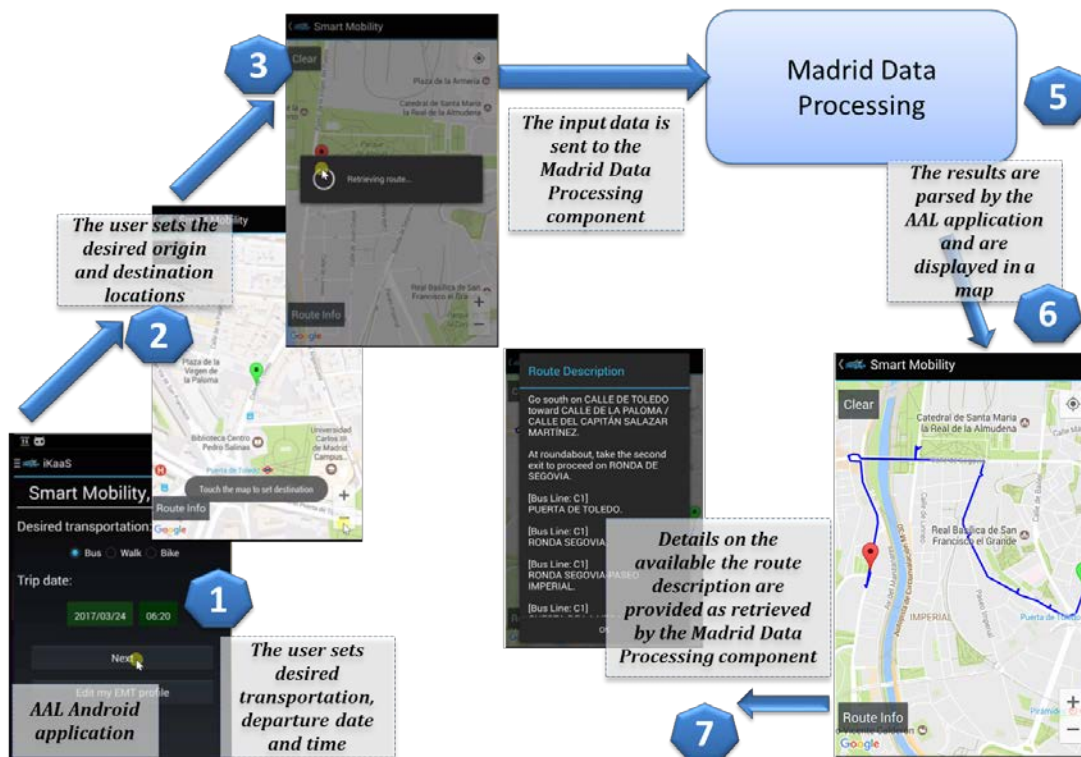 3
Smart Mobility
Clear
Plaza de la Armería
Catedral de Santa María
la Real de la Almudena
Retrieving route...
Real Basílica de San
Francisco el Gra
Route Info
Google
The input data is
sent to the
Madrid Data
Processing
component
Madrid Data
Processing
5
The results are
parsed by the
AAL application
and are
displayed in a
map
6
The user sets the
desired origin
and destination
locations
2
Mobility
Plaza de la
Virgen de
la Paloma
Biblioteca Centro
Pedro Salinas
Universidad
Carlos III
de Madrid
Campus...
Puerta de Toledo
Touch the map to set destination
Route Info
Google
iKaaS
Smart Mobility,
Desired transportation:
Bus
Walk
Bike
Trip date:
2017/03/24
06:20
1
Next
Edit my EMT profile
AAL Android
application
The user sets
desired
transportation,
departure date
and time
Route Description
Go south on CALLE DE TOLEDO
toward CALLE DE LA PALOMA /
CALLE DEL CAPITÁN SALAZAR
MARTÍNEZ.
At roundabout, take the second
exit to proceed on RONDA DE
SEGOVIA.
[Bus Line: C1]
PUERTA DE TOLEDO.
[Bus Line: C1]
RONDA SEGOVIA
[Bus Line: C1]
RONDA SEGOVIA-PASEO
IMPERIAL.
[Bus Line: C1]
Details on the
available the route
description are
provided as retrieved
by the Madrid Data
Processing component
7
Smart Mobility
Clear
Catedral de Santa María
la Real de la Almudena
Real Basílica de San
Francisco el Grande
IMPERIAL
Puerta de Tol
Route Info
o Vicente Calderón
Google